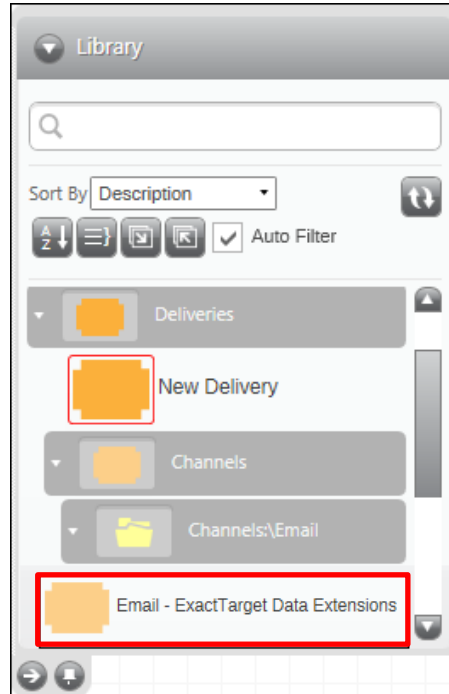 Library
Sort By Description
A
Z
Auto Filter
Deliveries
New Delivery
Channels
Channels:\Email
Email - ExactTarget Data Extensions